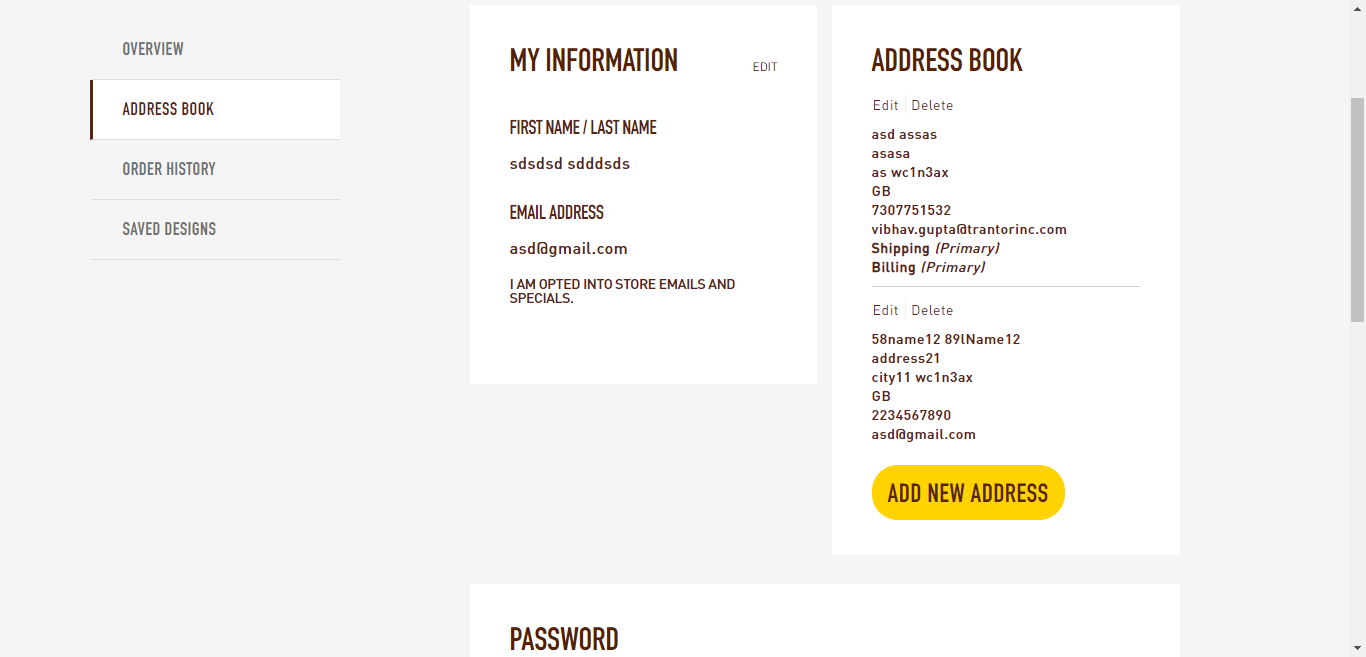 OVERVIEW
ADDRESS BOOK
ORDER HISTORY
SAVED DESIGNS
MY INFORMATION
EDIT
FIRST NAME / LAST NAME
sdsdsd sdddsds
EMAIL ADDRESS
asd@gmail.com
I AM OPTED INTO STORE EMAILS AND
SPECIALS.
ADDRESS BOOK
Edit Delete
asd assas
asasa
as wc1n3ax
GB
7307751532
vibhav.gupta@trantorinc.com
Shipping (Primary)
Billing (Primary)
Edit Delete
58name12 89lName12
address21
city11 wc1n3ax
GB
2234567890
asd@gmail.com
ADD NEW ADDRESS
PASSWORD